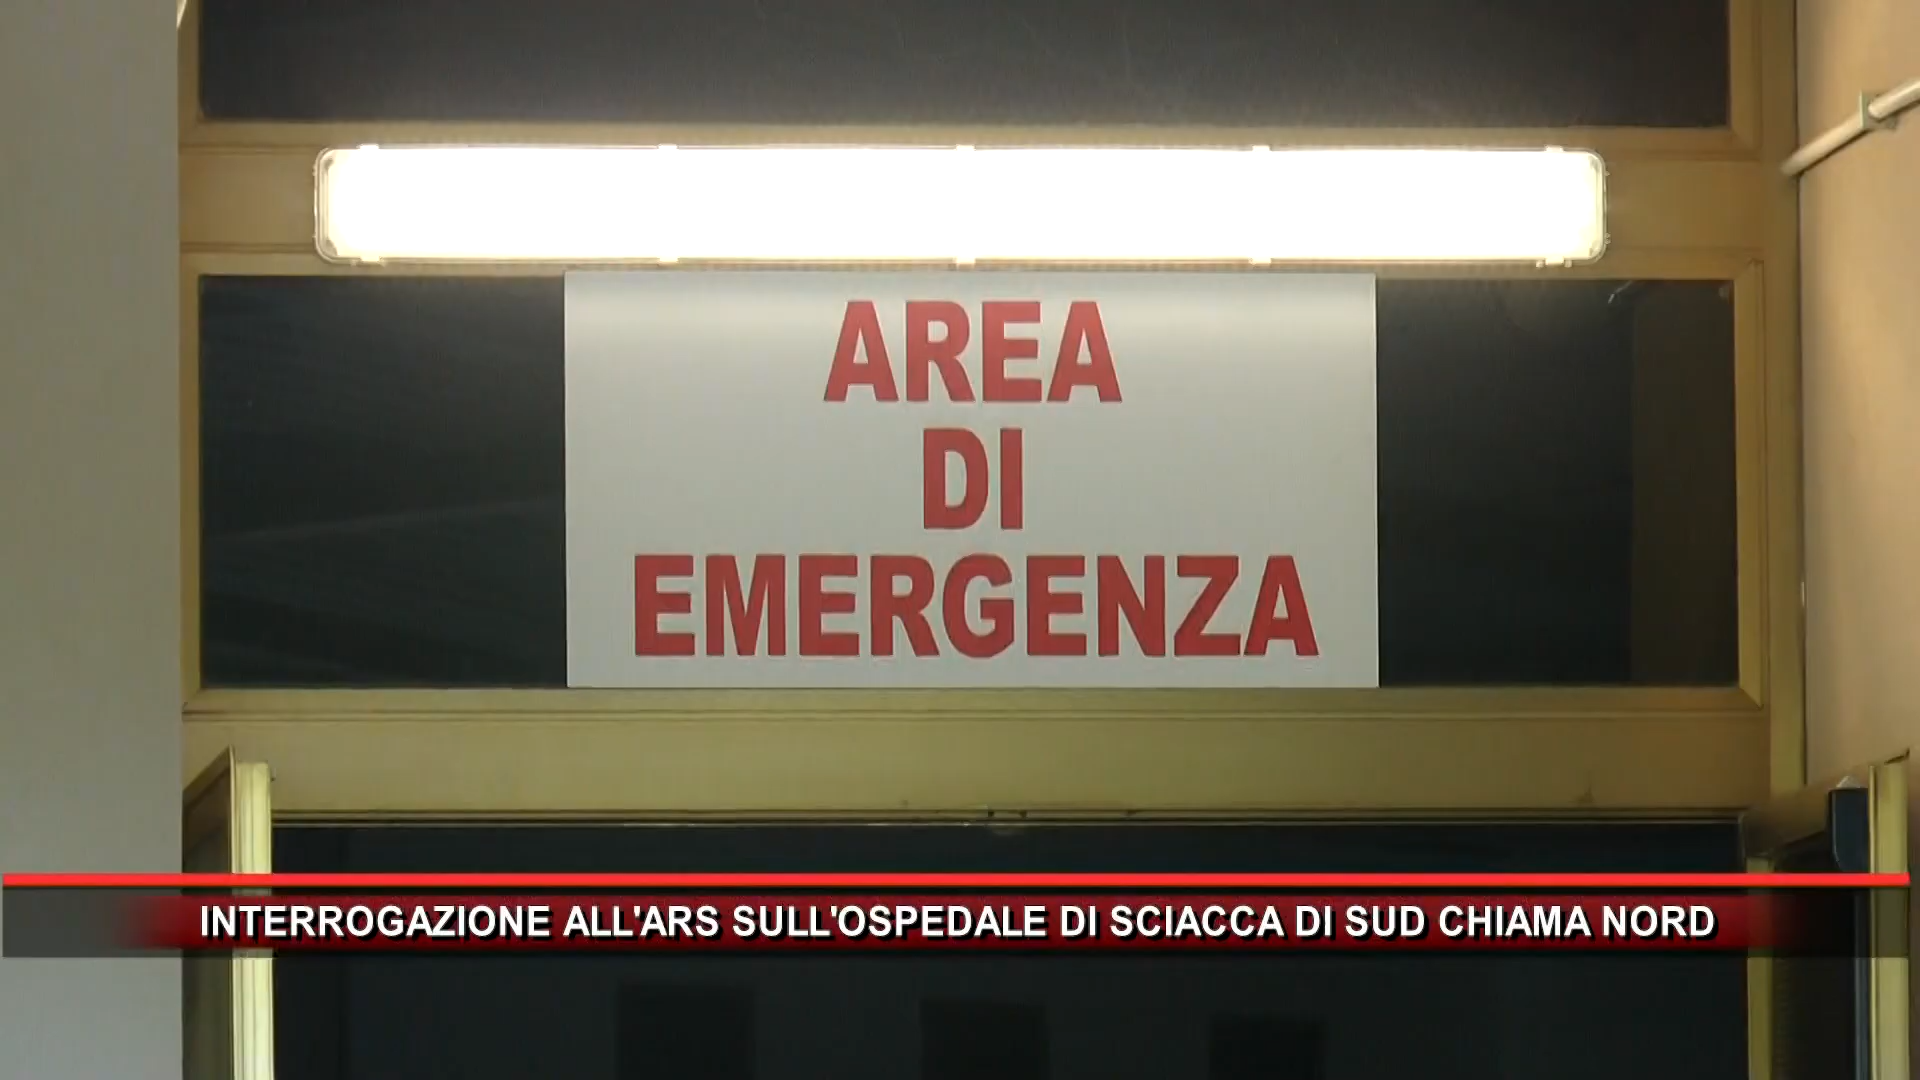 AREA
DI
EMERGENZA
INTERROGAZIONE ALL'ARS SULL'OSPEDALE DI SCIACCA DI SUD CHIAMA NORD